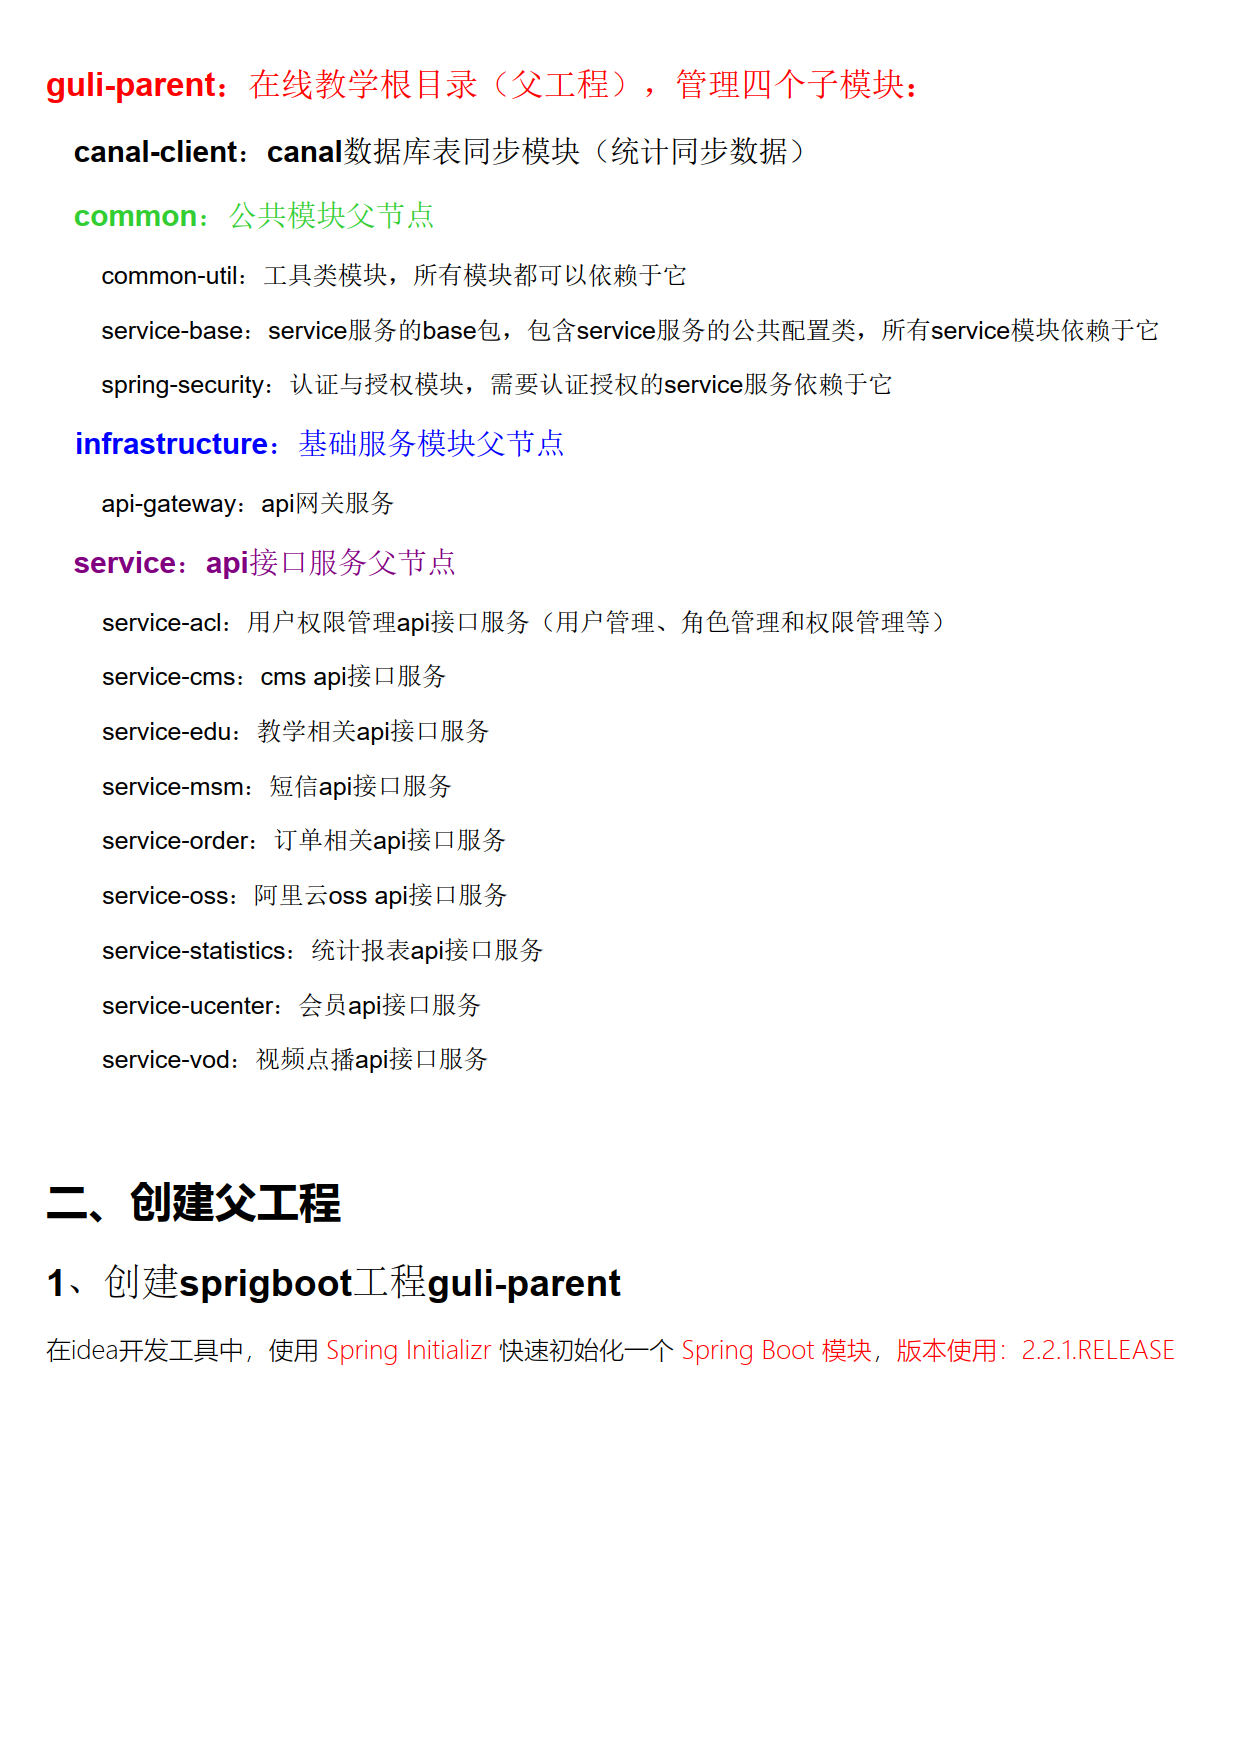 guli-parent：在线教学根目录（父工程），管理四个子模块：
canal-client：canal数据库表同步模块（统计同步数据）
common：公共模块父节点
common-util：工具类模块，所有模块都可以依赖于它
service-base：service服务的base包，包含service服务的公共配置类，所有service模块依赖于它
spring-security：认证与授权模块，需要认证授权的service服务依赖于它
infrastructure：基础服务模块父节点
api-gateway：api网关服务
service：api接口服务父节点
service-acl：用户权限管理api接口服务（用户管理、角色管理和权限管理等）
service-cms：cms api接口服务
service-edu：教学相关api接口服务
service-msm：短信api接口服务
service-order：订单相关api接口服务
service-oss：阿里云oss api接口服务
service-statistics：统计报表api接口服务
service-ucenter：会员api接口服务
service-vod：视频点播api接口服务
二、创建父工程
1、创建sprigboot工程guli-parent
在idea开发工具中，使用 Spring Initializr 快速初始化一个 Spring Boot 模块，版本使用：2.2.1.RELEASE